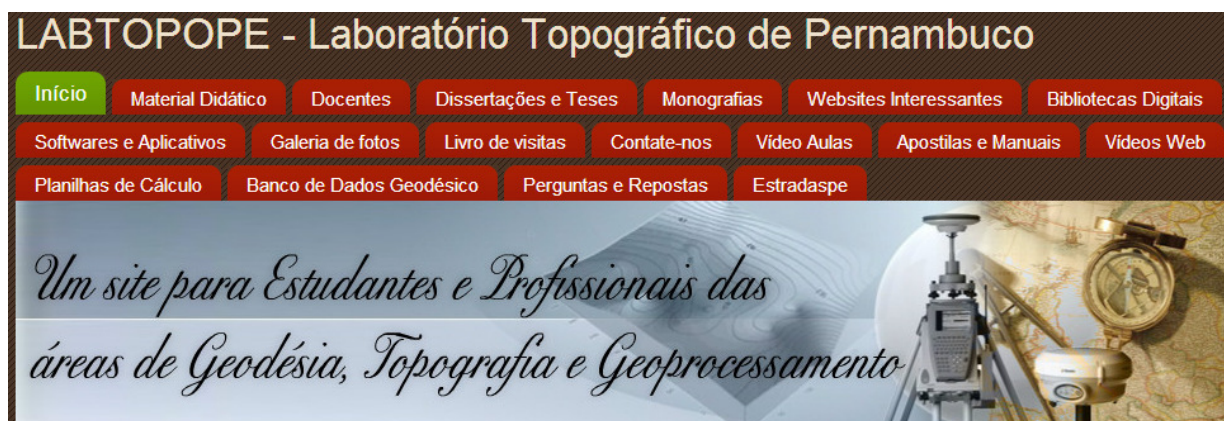 LABTOPOPE - Laboratório Topográfico de Pernambuco
Início Material Didático Docentes Dissertações e Teses Monografias Websites Interessantes Bibliotecas Digitais
Softwares e Aplicativos Galeria de fotos Livro de visitas Contate-nos Vídeo Aulas Apostilas e Manuais Vídeos Web
Planilhas de Cálculo Banco de Dados Geodésico Perguntas e Repostas Estradaspe
Um site para Estudantes e Profissionais das
áreas de Geodésia, Topografia e Geoprocessamento